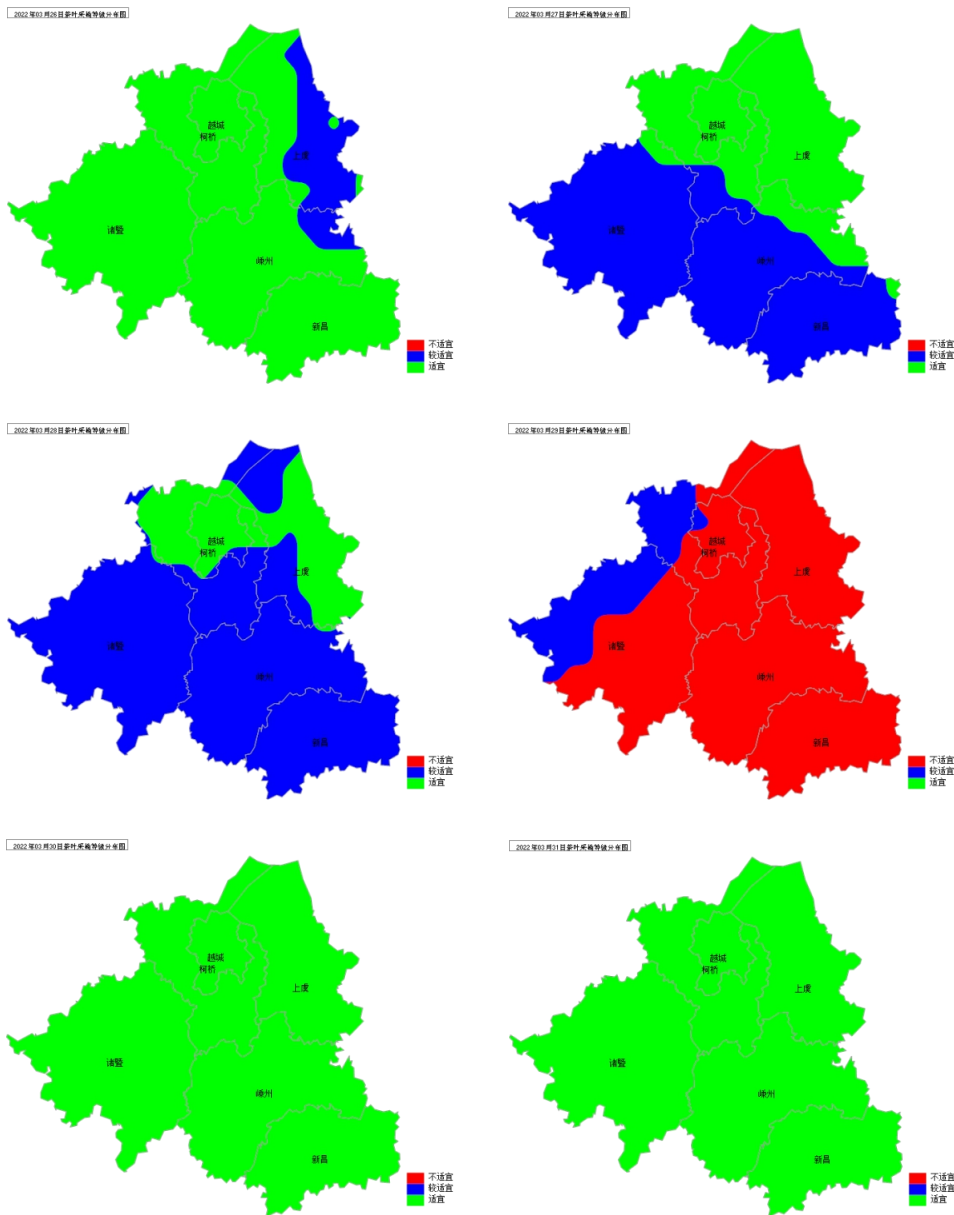 2022年03月26日茶叶采摘等级分布图
越城
柯桥
上虞
诸暨
嵊州
新昌
不适宜
较适宜
适宜
2022年03月27日茶叶采摘等级分布图
越城
柯桥
上虞
诸暨
嵊州
新昌
不适宜
较适宜
适宜
2022年03月28日茶叶采摘等级分布图
越城
柯桥
上虞
诸暨
嵊州
新昌
不适宜
较适宜
适宜
2022年03月29日茶叶采摘等级分布图
越城
柯桥
上虞
诸暨
嵊州
新昌
不适宜
较适宜
适宜
2022年03月30日茶叶采摘等级分布图
越城
柯桥
上虞
诸暨
嵊州
新昌
不适宜
较适宜
适宜
2022年03月31日茶叶采摘等级分布图
越城
柯桥
上虞
诸暨
嵊州
新昌
不适宜
较适宜
适宜